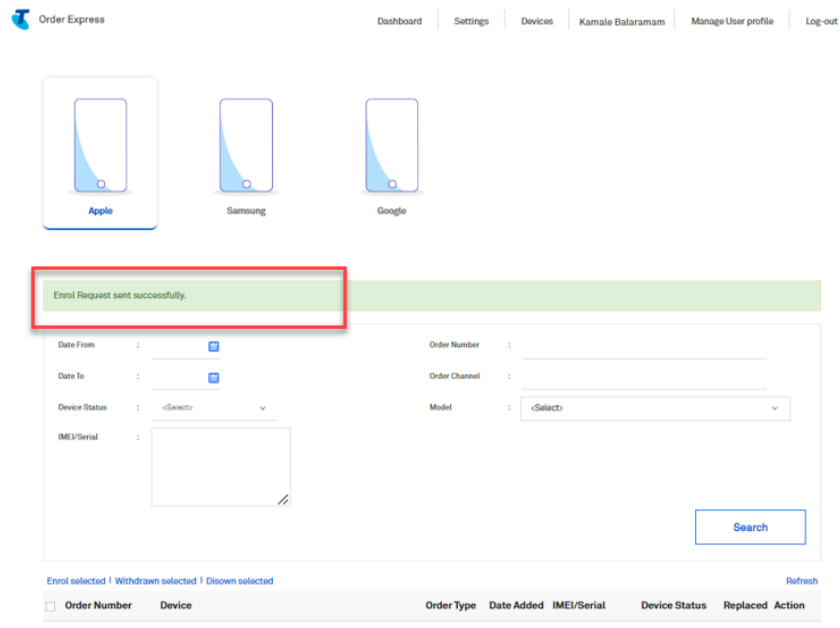 Order Express
Dashboard Settings Devices Kamale Balaramam Manage User profile Log-out
Apple Samsung Google
Enrol Request sent successfully.
Date From : Order Number :
Date To : Order Channel :
Device Status : <Select> Model : <Select>
IMEI/Serial :
Search
Enrol selected | Withdrawn selected | Disown selected Refresh
Order Number Device Order Type Date Added IMEI/Serial Device Status Replaced Action